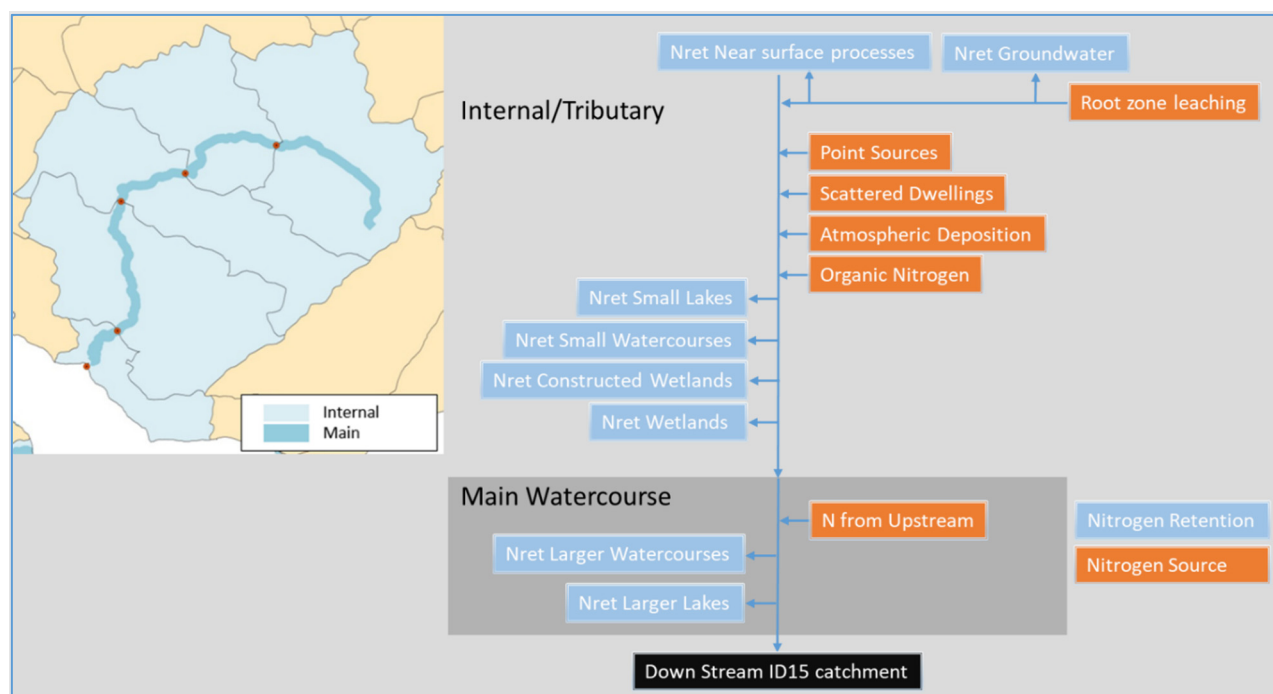 Nret Near surface processes
Nret Groundwater
Internal/Tributary
Root zone leaching
Point Sources
Scattered Dwellings
Atmospheric Deposition
Organic Nitrogen
Nret Small Lakes
Nret Small Watercourses
Nret Constructed Wetlands
Nret Wetlands
Internal
Main
Main Watercourse
N from Upstream
Nret Larger Watercourses
Nret Larger Lakes
Nitrogen Retention
Nitrogen Source
Down Stream ID15 catchment